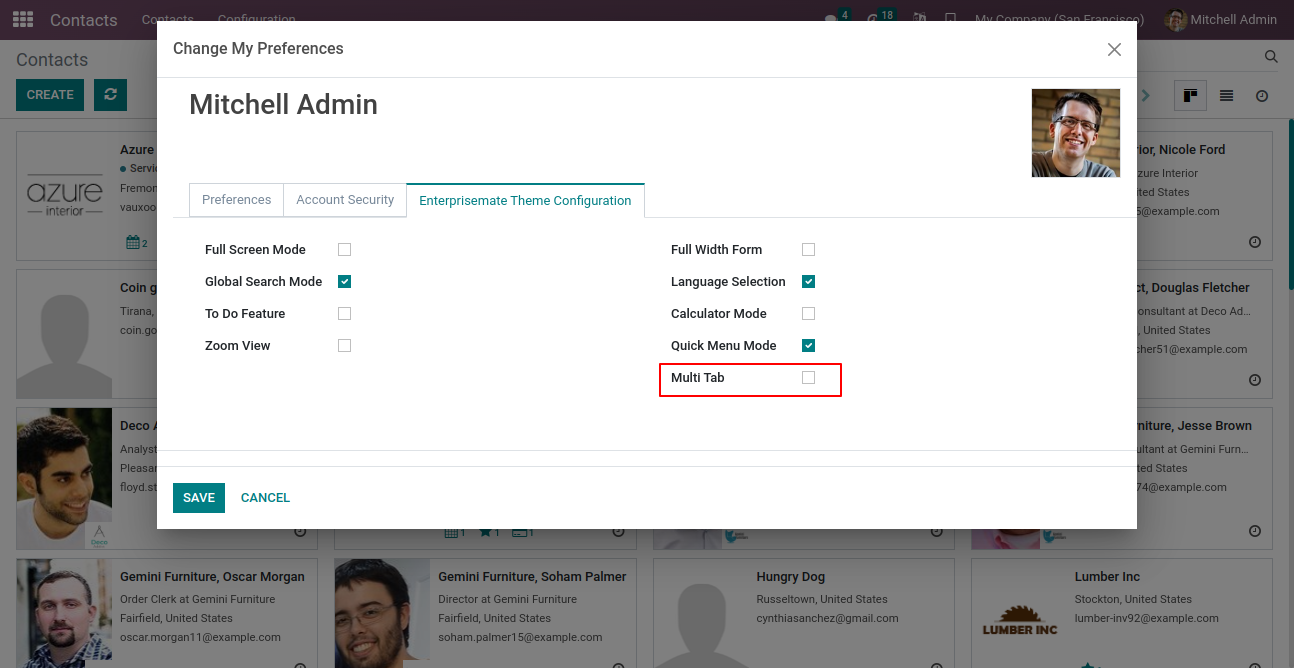 Contacts
Contacts
Configuration
4
18
My Company (San Francisco)
Mitchell Admin
Change My Preferences
Contacts
CREATE
Mitchell Admin
Preferences
Account Security
Enterprisemate Theme Configuration
Full Screen Mode
Full Width Form
Global Search Mode
Language Selection
To Do Feature
Calculator Mode
Zoom View
Quick Menu Mode
Multi Tab
SAVE
CANCEL
Azure
azure
interior
2
rior, Nicole Ford
zure Interior
ited States
5@example.com
Coin g
Tirana,
coin.go
ct, Douglas Fletcher
onsultant at Deco Ad...
, United States
cher51@example.com
Deco
Analyst
Pleasan
floyd.st
Deco
1
1
1
rniture, Jesse Brown
ultant at Gemini Furn...
ted States
74@example.com
Gemini Furniture, Oscar Morgan
Order Clerk at Gemini Furniture
Fairfield, United States
oscar.morgan11@example.com
Gemini Furniture, Soham Palmer
Director at Gemini Furniture
Fairfield, United States
soham.palmer15@example.com
Hungry Dog
Russeltown, United States
cynthiasanchez@gmail.com
LUMBER INC
Lumber Inc
Stockton, United States
lumber-inv92@example.com